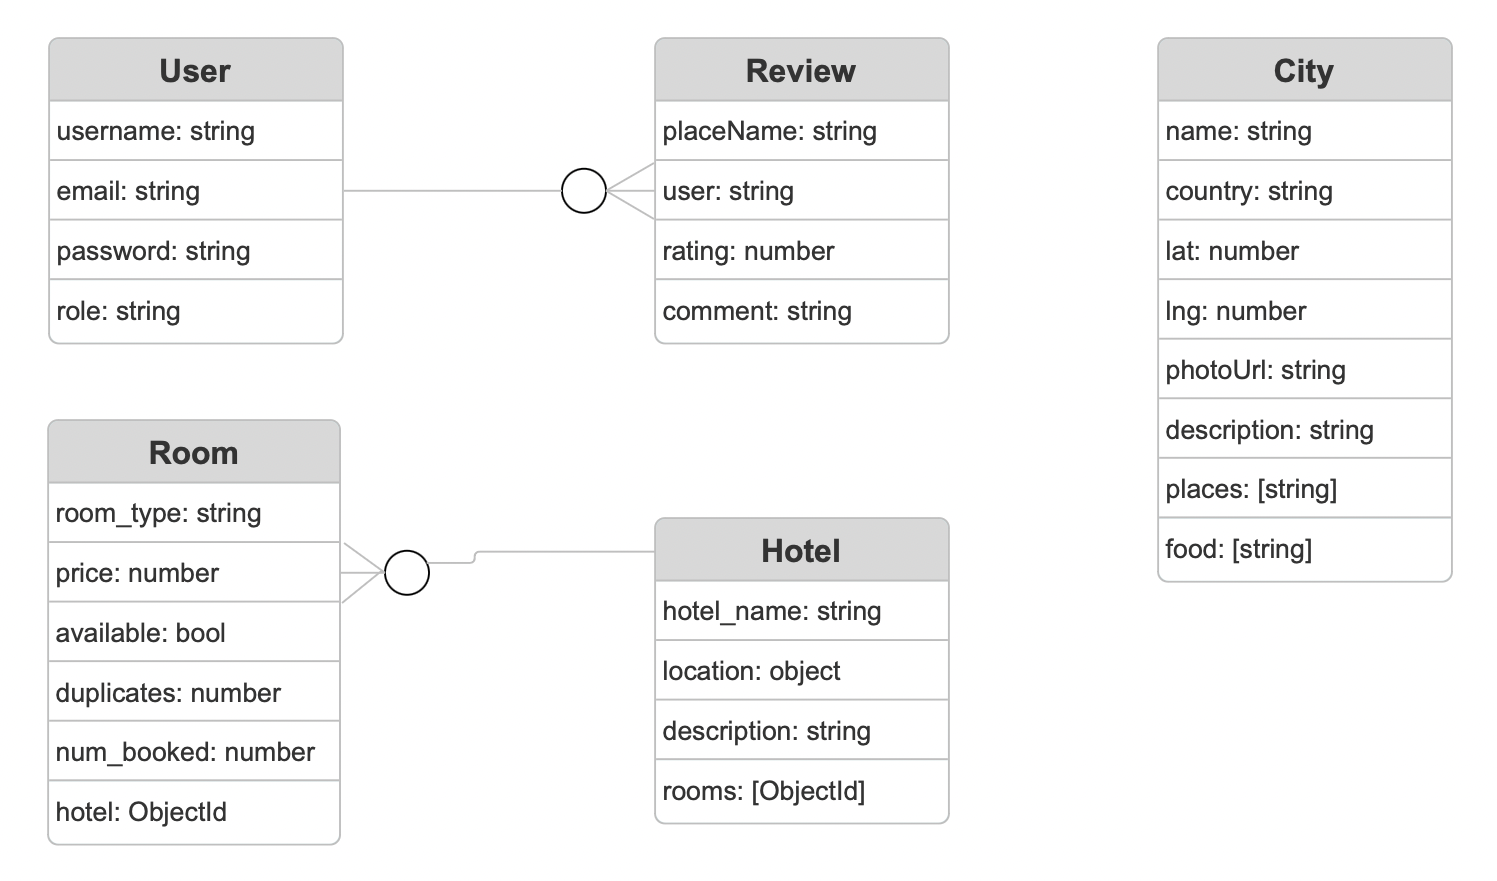 User
username: string
email: string
password: string
role: string
Review
placeName: string
user: string
rating: number
comment: string
City
name: string
country: string
lat: number
lng: number
photoUrl: string
description: string
places: [string]
food: [string]
Room
room_type: string
price: number
available: bool
duplicates: number
num_booked: number
hotel: ObjectId
Hotel
hotel_name: string
location: object
description: string
rooms: [ObjectId]